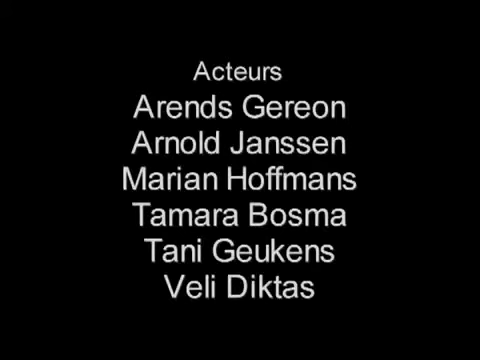 Acteurs
Arends Gereon
Arnold Janssen
Marian Hoffmans
Tamara Bosma
Tani Geukens
Veli Diktas